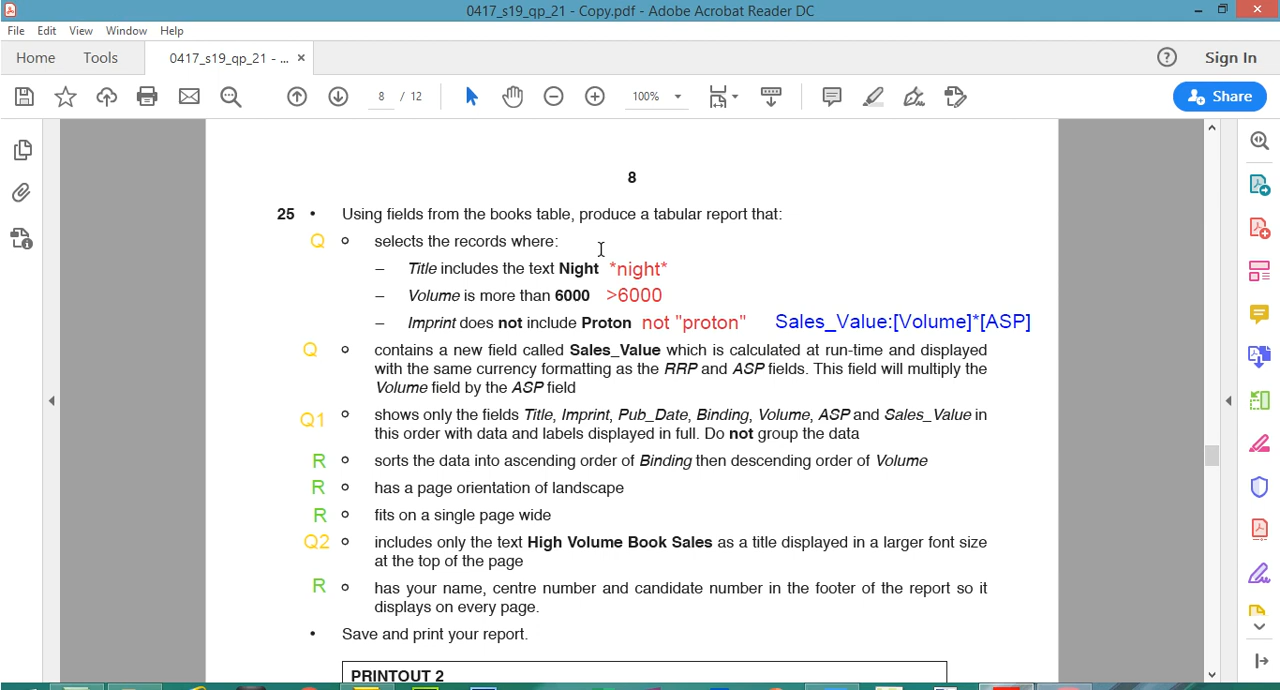 0417_s19_qp_21 - Copy.pdf - Adobe Acrobat Reader DC
File Edit View Window Help
Home Tools 0417_s19_qp_21 - ... × Sign In
8 / 12 100% Share
8
25 • Using fields from the books table, produce a tabular report that:
Q selects the records where:
– Title includes the text Night *night*
– Volume is more than 6000 >6000
– Imprint does not include Proton not "proton" Sales_Value:[Volume]*[ASP]
Q contains a new field called Sales_Value which is calculated at run-time and displayed
with the same currency formatting as the RRP and ASP fields. This field will multiply the
Volume field by the ASP field
Q1 shows only the fields Title, Imprint, Pub_Date, Binding, Volume, ASP and Sales_Value in
this order with data and labels displayed in full. Do not group the data
R sorts the data into ascending order of Binding then descending order of Volume
R has a page orientation of landscape
R fits on a single page wide
Q2 includes only the text High Volume Book Sales as a title displayed in a larger font size
at the top of the page
R has your name, centre number and candidate number in the footer of the report so it
displays on every page.
• Save and print your report.
PRINTOUT 2